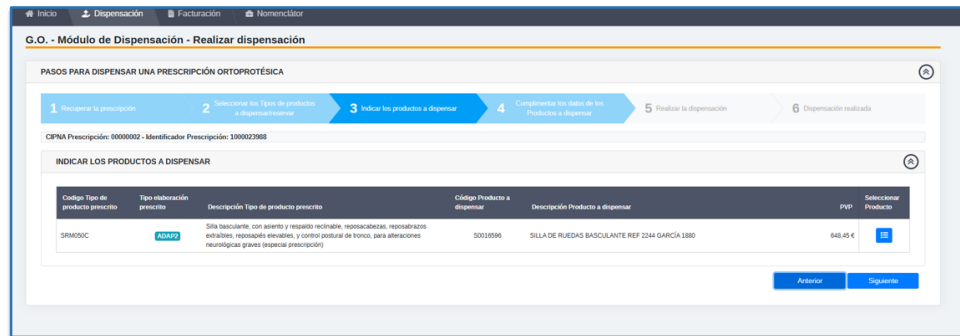 Inicio Dispensación Facturación Nomenclátor
G.O. - Módulo de Dispensación - Realizar dispensación
PASOS PARA DISPENSAR UNA PRESCRIPCIÓN ORTOPROTÉSICA
1 Recuperar la prescripción
2 Seleccionar los Tipos de productos
a dispensar/reservar
3 Indicar los productos a dispensar
4 Complimentar los datos de los
Productos a dispensar
5 Realizar la dispensación
6 Dispensación realizada
CIPNA Prescripción: 00000002 - Identificador Prescripción: 1000023988
INDICAR LOS PRODUCTOS A DISPENSAR
Codigo Tipo de
producto prescrito
Tipo elaboración
prescrito
Descripción Tipo de producto prescrito
Código Producto a
dispensar
Descripción Producto a dispensar
PVP
Seleccionar
Producto
SRM050C
ADAP2
Silla basculante, con asiento y respaldo reclinable, reposacabezas, reposabrazos
extraíbles, reposapiés elevables, y control postural de tronco, para alteraciones
neurológicas graves (especial prescripción)
S0016596
SILLA DE RUEDAS BASCULANTE REF 2244 GARCÍA 1880
648,45 €
Anterior
Siguiente